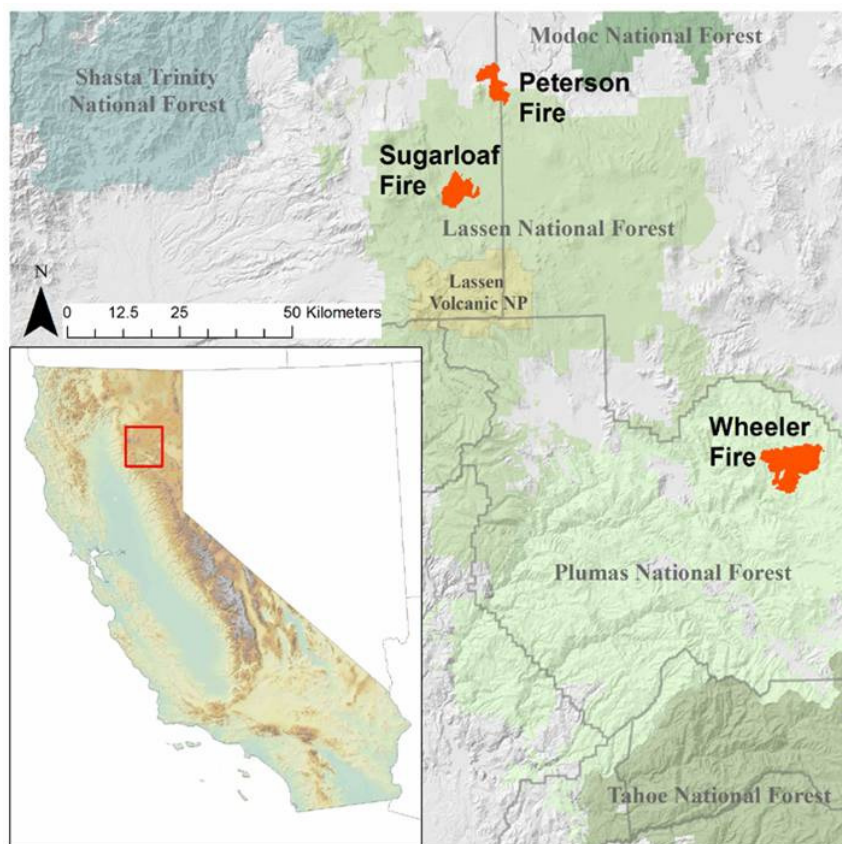 Modoc National Forest
Shasta Trinity
National Forest
Peterson
Fire
Sugarloaf
Fire
Lassen National Forest
Lassen
Volcanic NP
N
0 12.5 25 50 Kilometers
Wheeler
Fire
Plumas National Forest
Tahoe National Forest